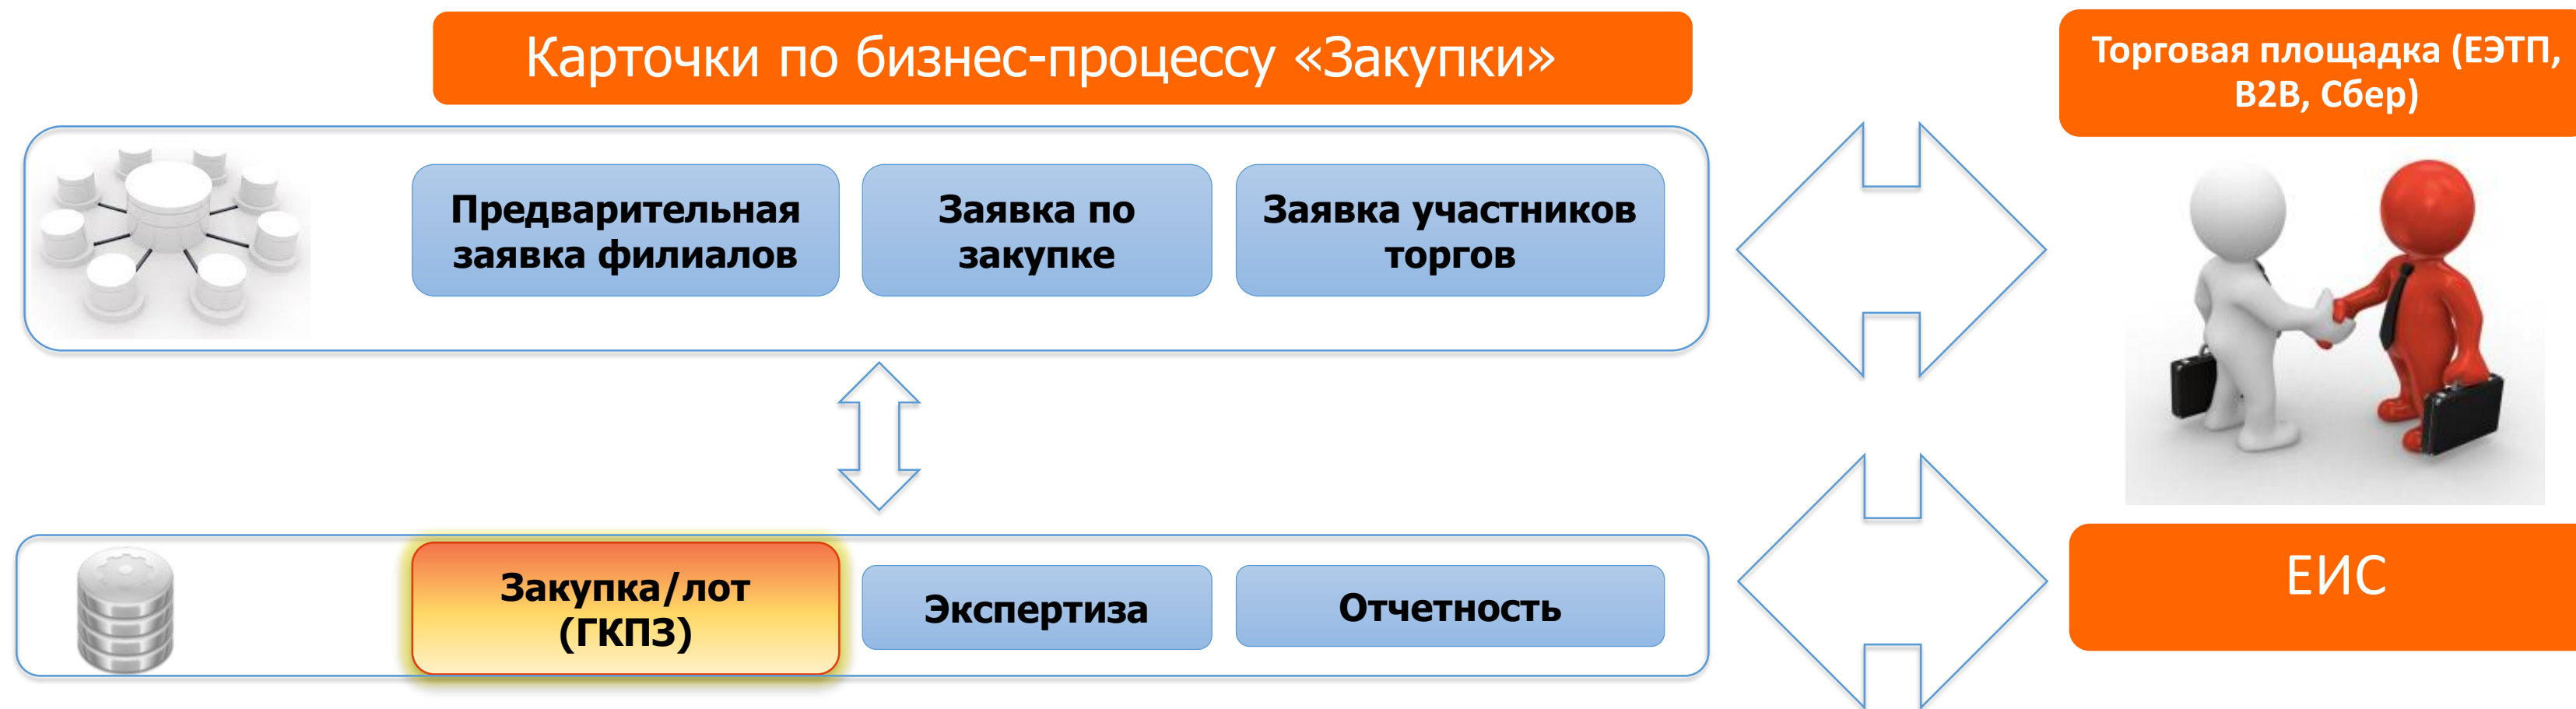 Карточки по бизнес-процессу «Закупки»
Торговая площадка (ЕЭТП,
B2B, Сбер)
Предварительная
заявка филиалов
Заявка по
закупке
Заявка участников
торгов
Закупка/лот
(ГКПЗ)
Экспертиза
Отчетность
ЕИС